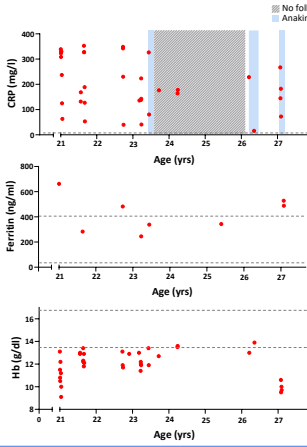 No foll
Anakin
CRP (mg/l)
400
300
200
100
0
21 22 23 24 25 26 27
Age (yrs)
Ferritin (ng/ml)
800
600
400
200
0
21 22 23 24 25 26 27
Age (yrs)
Hb (g/dl)
16
14
12
10
8
0
21 22 23 24 25 26 27
Age (yrs)